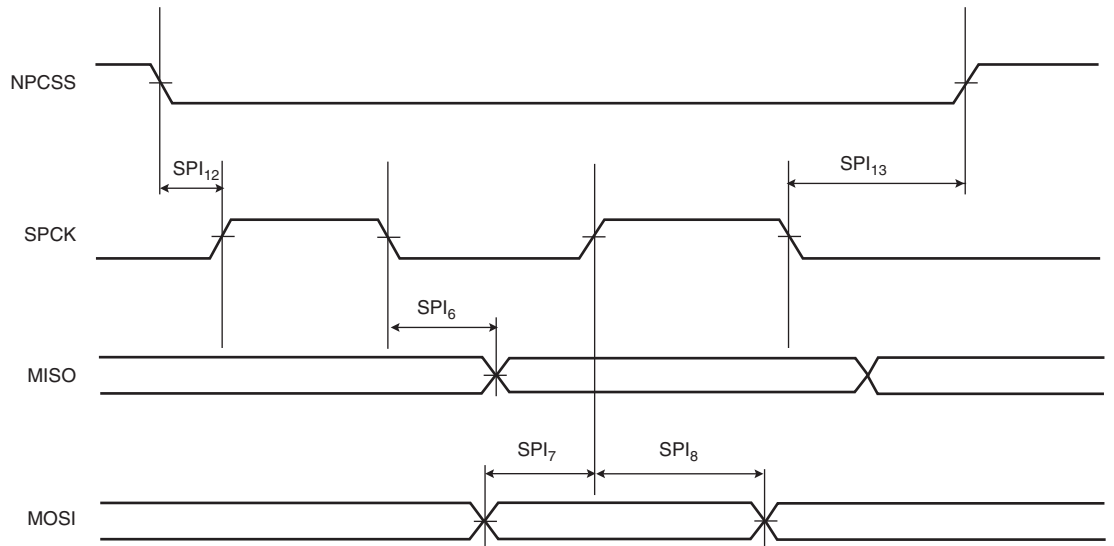 NPCSS
SPI₁₂
SPI₁₃
SPCK
SPI₆
MISO
SPI₇
SPI₈
MOSI